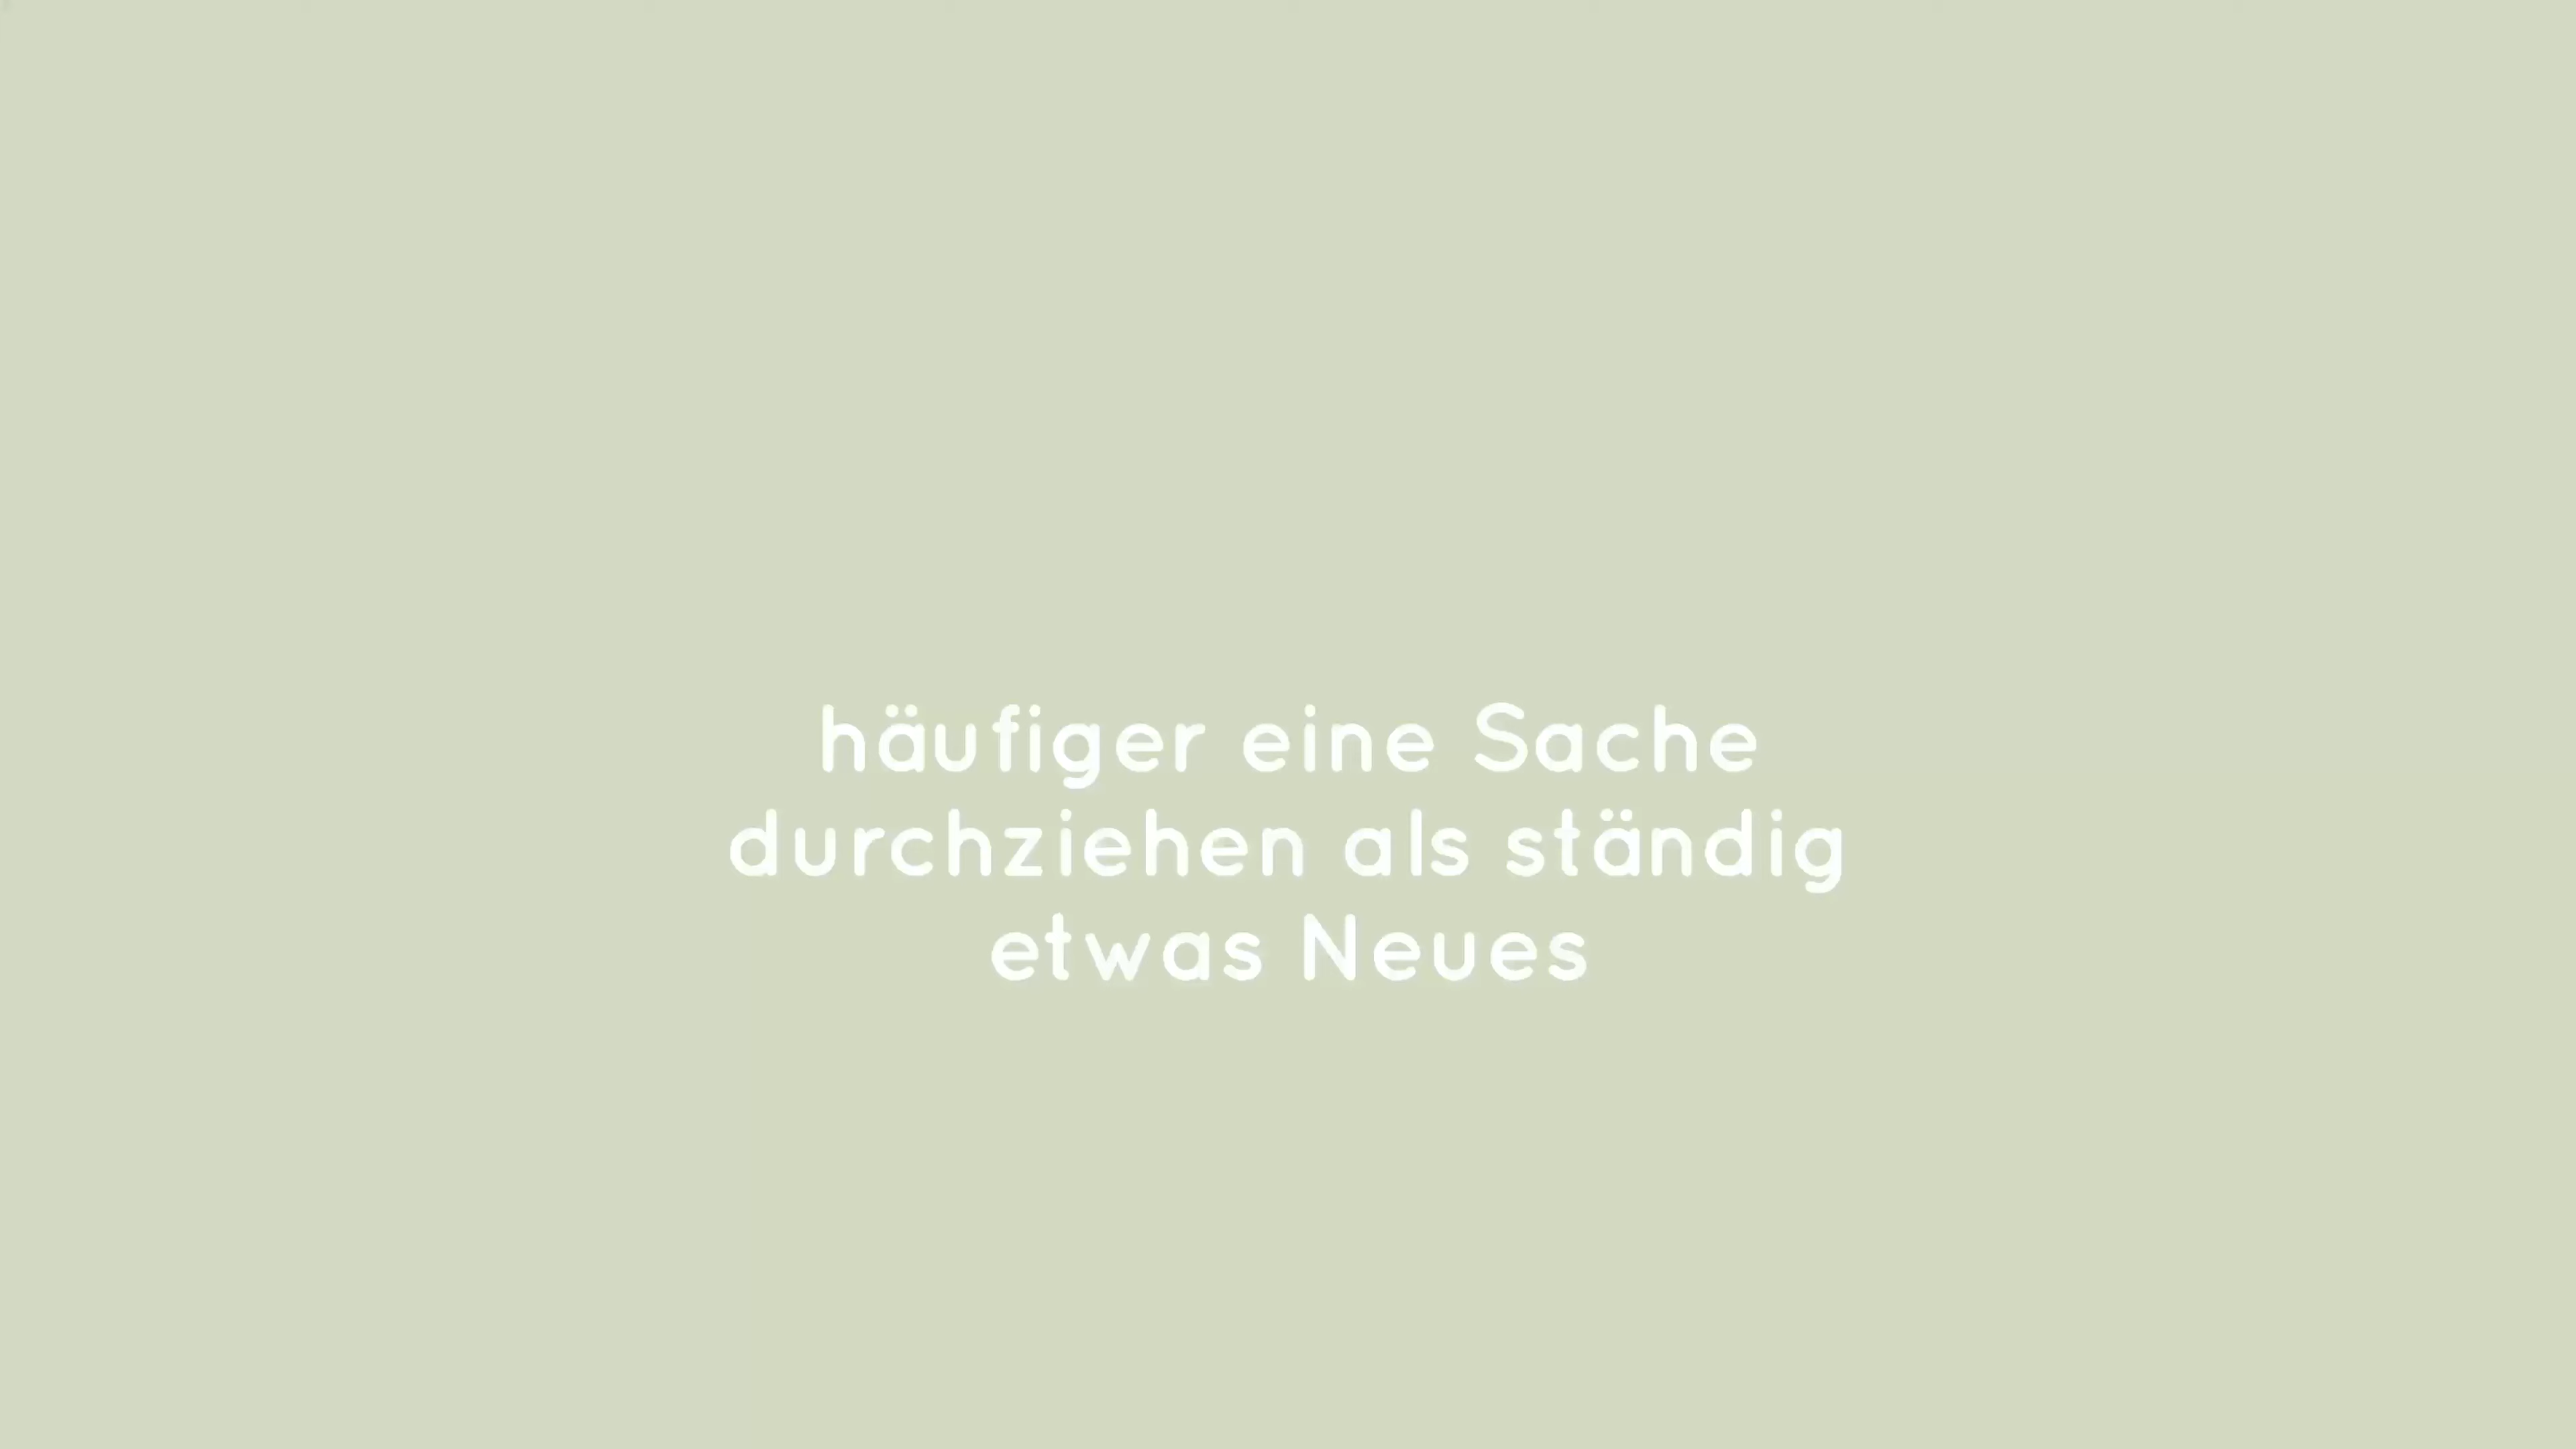 häufiger eine Sache
durchziehen als ständig
etwas Neues